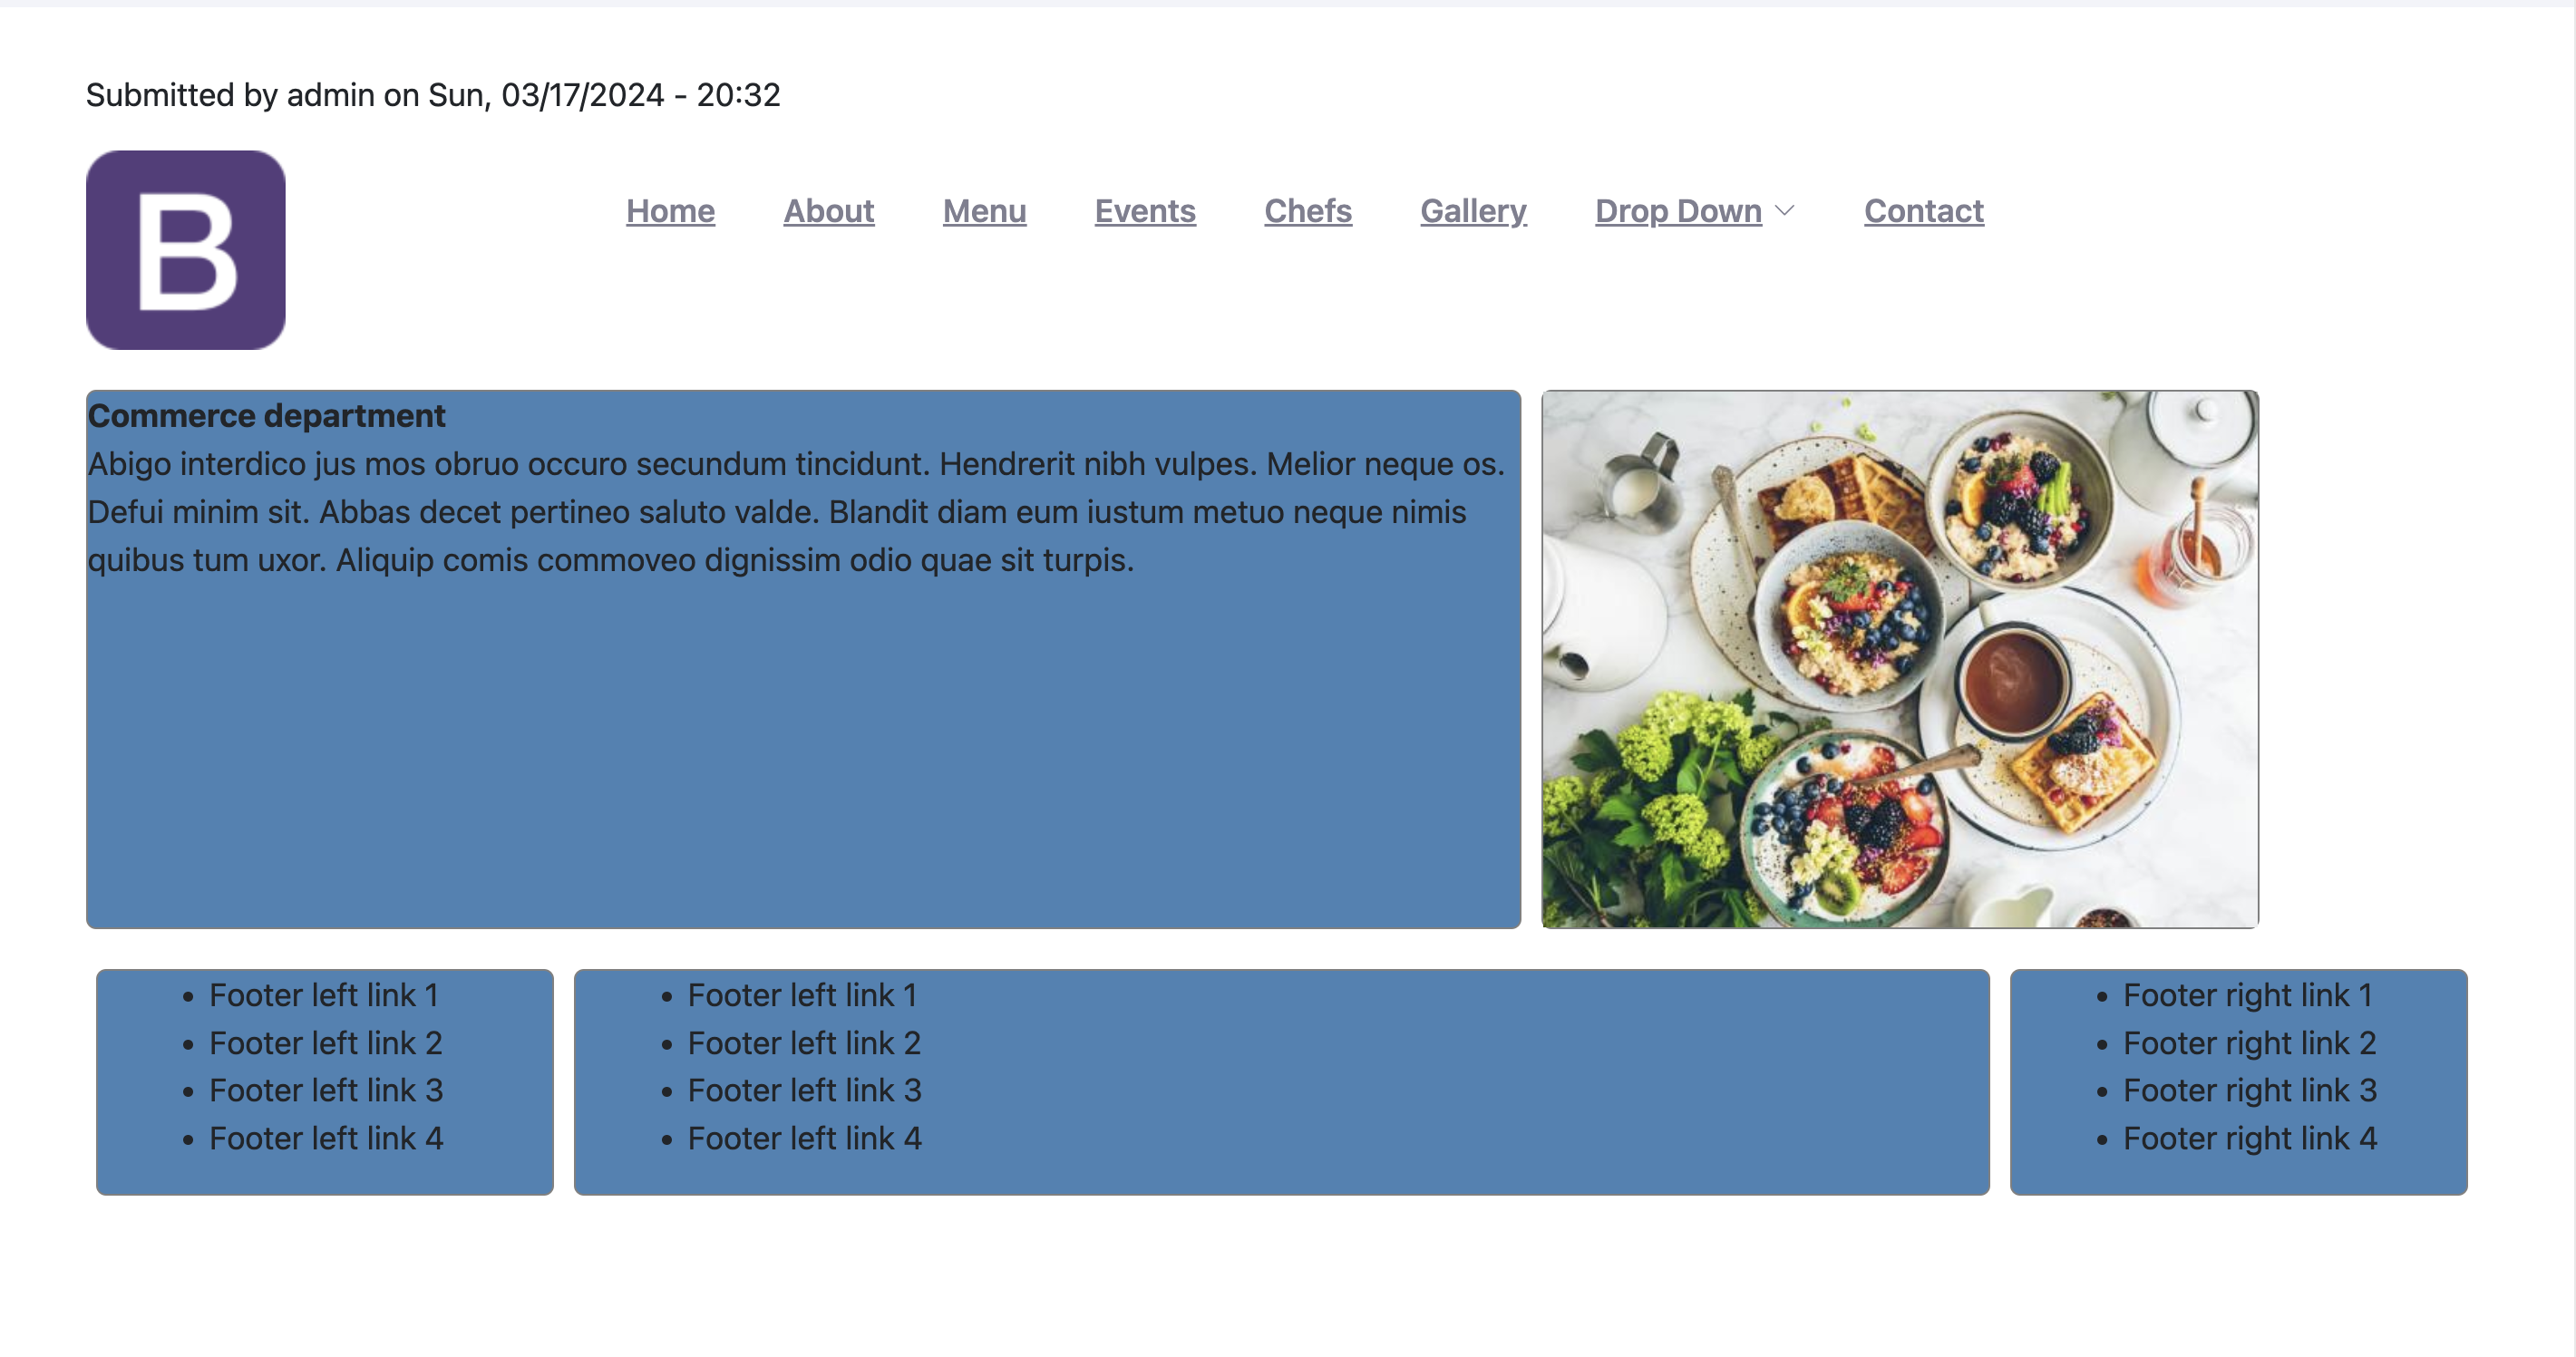 Submitted by admin on Sun, 03/17/2024 - 20:32
B
Home About Menu Events Chefs Gallery Drop Down Contact
Commerce department
Abigo interdico jus mos obruo occuro secundum tincidunt. Hendrerit nibh vulpes. Melior neque os.
Defui minim sit. Abbas decet pertineo saluto valde. Blandit diam eum iustum metuo neque nimis
quibus tum uxor. Aliquip comis commoveo dignissim odio quae sit turpis.
Footer left link 1
Footer left link 2
Footer left link 3
Footer left link 4
Footer left link 1
Footer left link 2
Footer left link 3
Footer left link 4
Footer right link 1
Footer right link 2
Footer right link 3
Footer right link 4